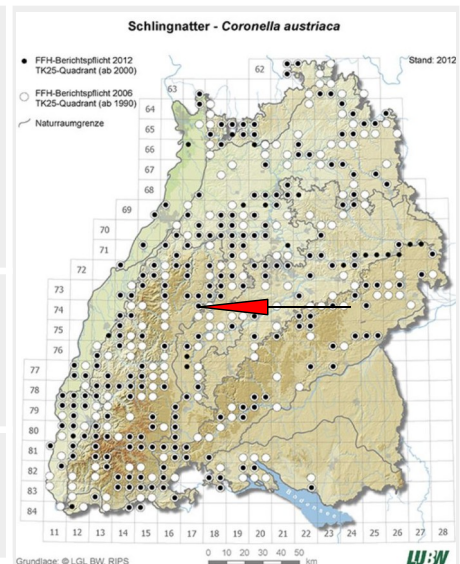 Schlingnatter - Coronella austriaca
FFH-Berichtspflicht 2012
TK25-Quadrant (ab 2000)
FFH-Berichtspflicht 2006
TK25-Quadrant (ab 1990)
Naturraumgrenze
Stand: 2012
62
63
64
65
66
67
68
69
70
71
72
73
74
75
76
77
78
79
80
81
82
83
84
11 12 13 14 15 16 17 18 19 20 21 22 23 24 25 26 27 28
Grundlage: © LGL BW, RIPS
0 10 20 30 40 50
km
LUBW